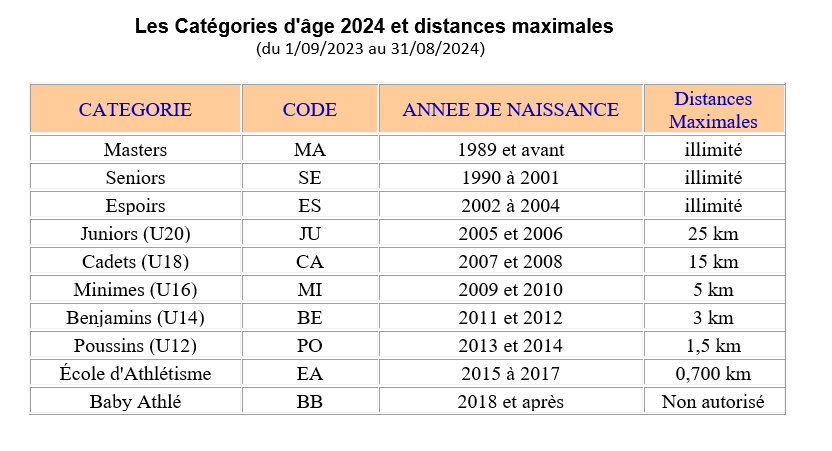 Les Catégories d'âge 2024 et distances maximales
(du 1/09/2023 au 31/08/2024)
CATEGORIE CODE ANNEE DE NAISSANCE Distances Maximales
Masters MA 1989 et avant illimité
Seniors SE 1990 à 2001 illimité
Espoirs ES 2002 à 2004 illimité
Juniors (U20) JU 2005 et 2006 25 km
Cadets (U18) CA 2007 et 2008 15 km
Minimes (U16) MI 2009 et 2010 5 km
Benjamins (U14) BE 2011 et 2012 3 km
Poussins (U12) PO 2013 et 2014 1,5 km
École d'Athlétisme EA 2015 à 2017 0,700 km
Baby Athlé BB 2018 et après Non autorisé